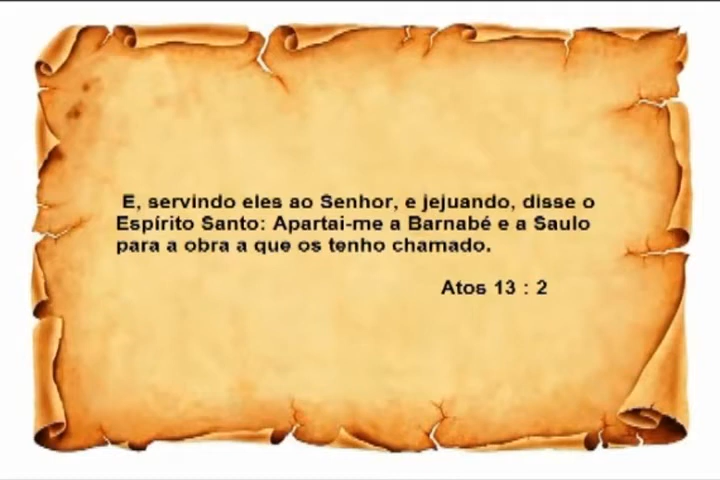 E, servindo eles ao Senhor, e jejuando, disse o
Espírito Santo: Apartai-me a Barnabé e a Saulo
para a obra a que os tenho chamado.
Atos 13 : 2